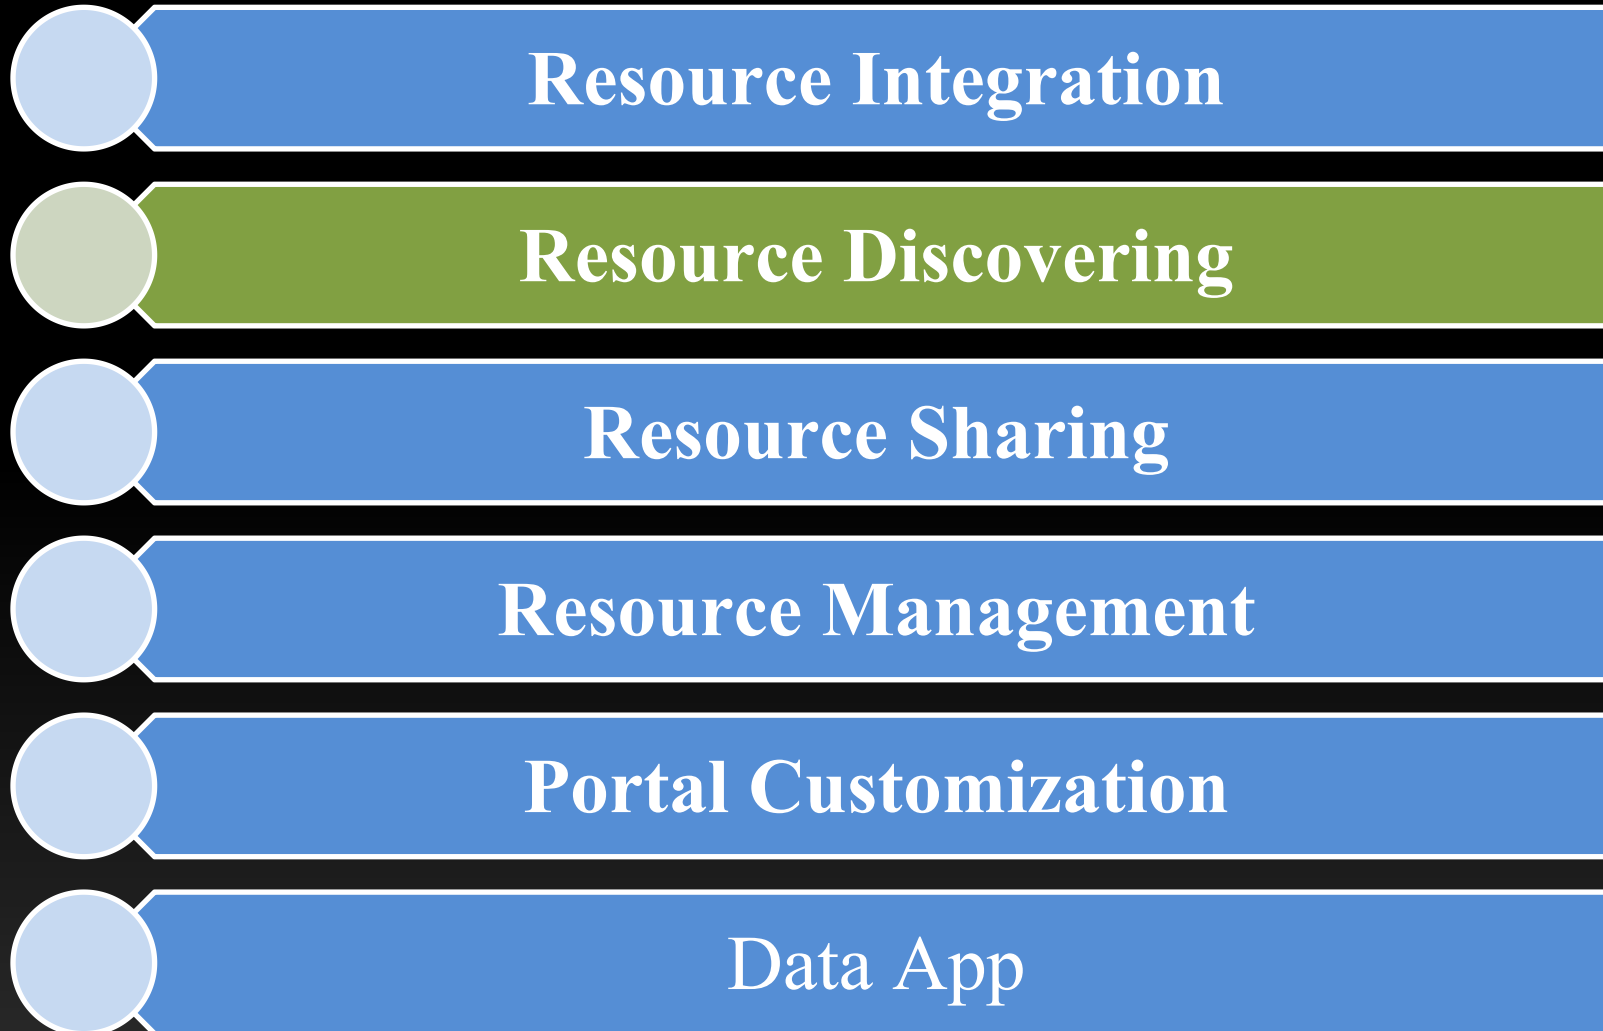 Resource Integration
Resource Discovering
Resource Sharing
Resource Management
Portal Customization
Data App